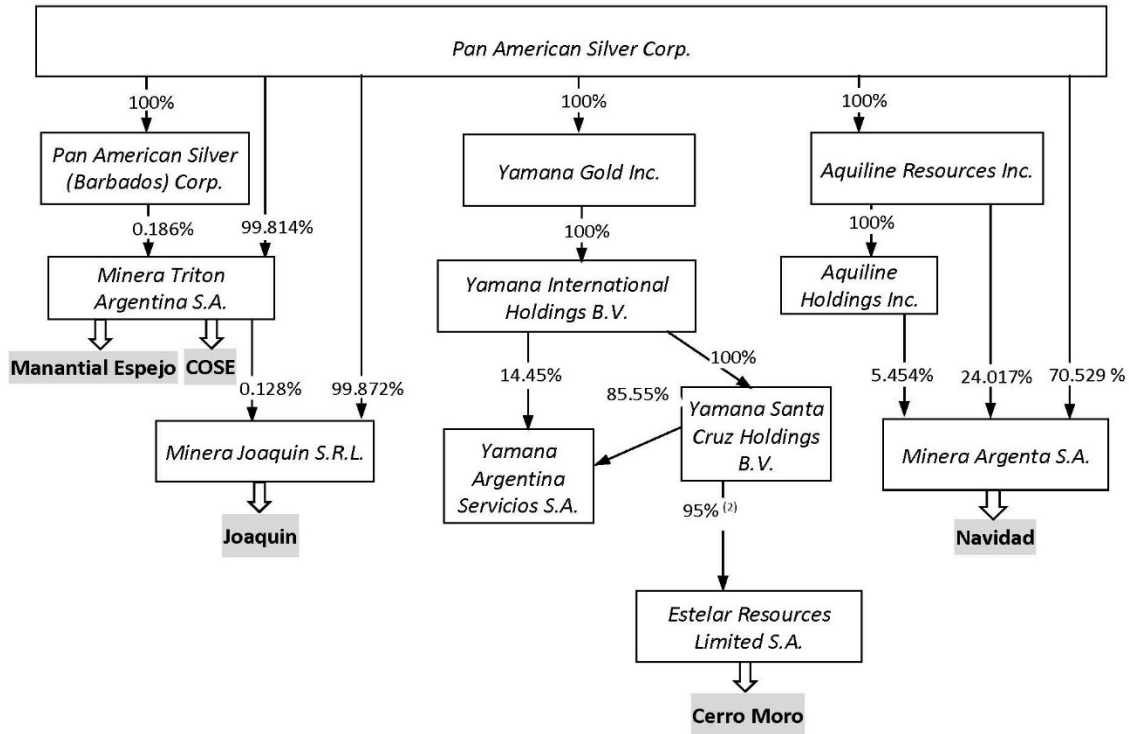 Pan American Silver Corp.
100%
100%
100%
Pan American Silver
(Barbados) Corp.
Yamana Gold Inc.
Aquiline Resources Inc.
0.186%
99.814%
100%
100%
Minera Triton
Argentina S.A.
Yamana International
Holdings B.V.
Aquiline
Holdings Inc.
Manantial Espejo
COSE
0.128%
99.872%
14.45%
85.55%
100%
5.454%
24.017%
70.529 %
Minera Joaquin S.R.L.
Yamana
Argentina
Servicios S.A.
Yamana Santa
Cruz Holdings
B.V.
Minera Argenta S.A.
Joaquin
95% (2)
Navidad
Estelar Resources
Limited S.A.
Cerro Moro